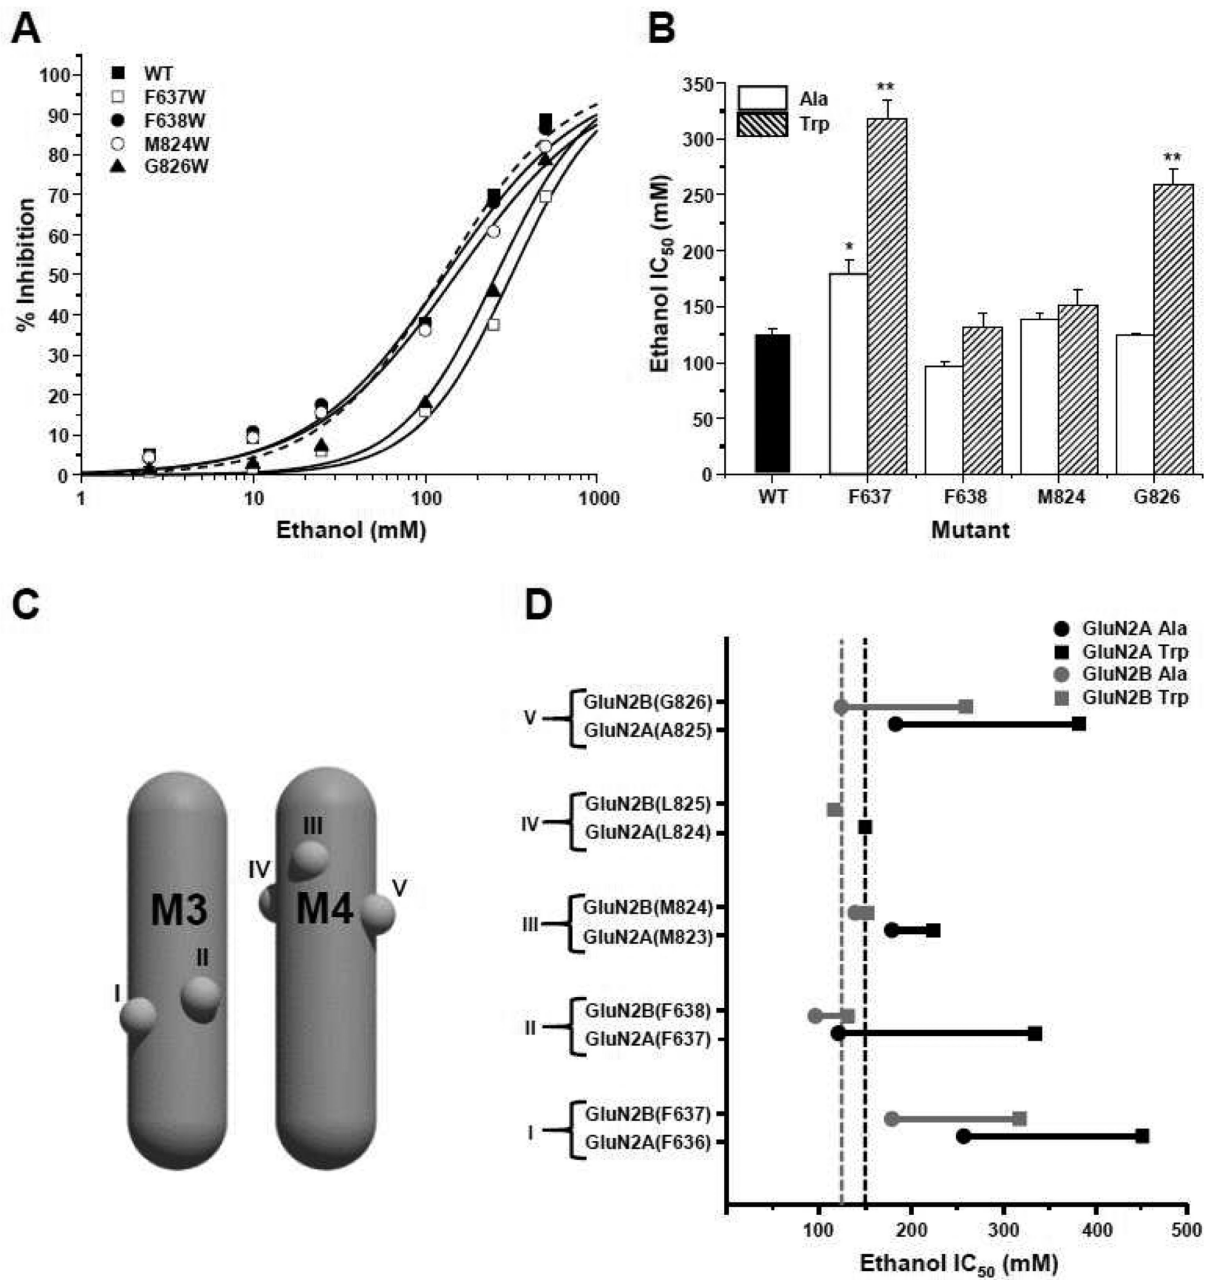 A
100
90
80
70
60
50
40
30
20
10
0
% Inhibition
WT
F637W
F638W
M824W
G826W
1 10 100 1000
Ethanol (mM)
B
350
300
250
200
150
100
50
0
Ethanol IC50 (mM)
Ala
Trp
*
**
**
WT F637 F638 M824 G826
Mutant
C
M3
M4
I
II
III
IV
V
D
GluN2A Ala
GluN2A Trp
GluN2B Ala
GluN2B Trp
V
GluN2B(G826)
GluN2A(A825)
IV
GluN2B(L825)
GluN2A(L824)
III
GluN2B(M824)
GluN2A(M823)
II
GluN2B(F638)
GluN2A(F637)
I
GluN2B(F637)
GluN2A(F636)
100 200 300 400 500
Ethanol IC50 (mM)